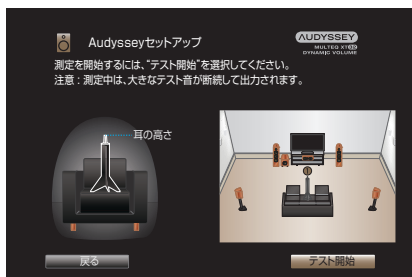 Audysseyセットアップ
AUDYSSEY
MULTEQ XT32
DYNAMIC VOLUME
測定を開始するには、“テスト開始”を選択してください。
注意：測定中は、大きなテスト音が断続して出力されます。
耳の高さ
戻る
テスト開始